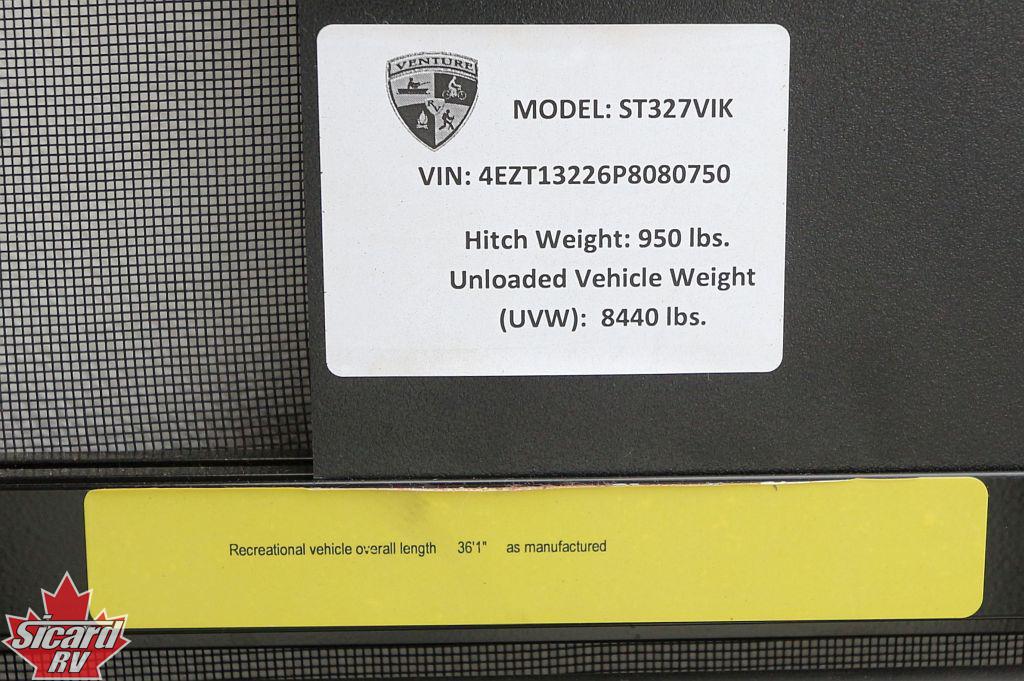 VENTURE
RV
MODEL: ST327VIK
VIN: 4EZT13226P8080750
Hitch Weight: 950 lbs.
Unloaded Vehicle Weight
(UVW): 8440 lbs.
Recreational vehicle overall length 36'1" as manufactured
Sicard
RV